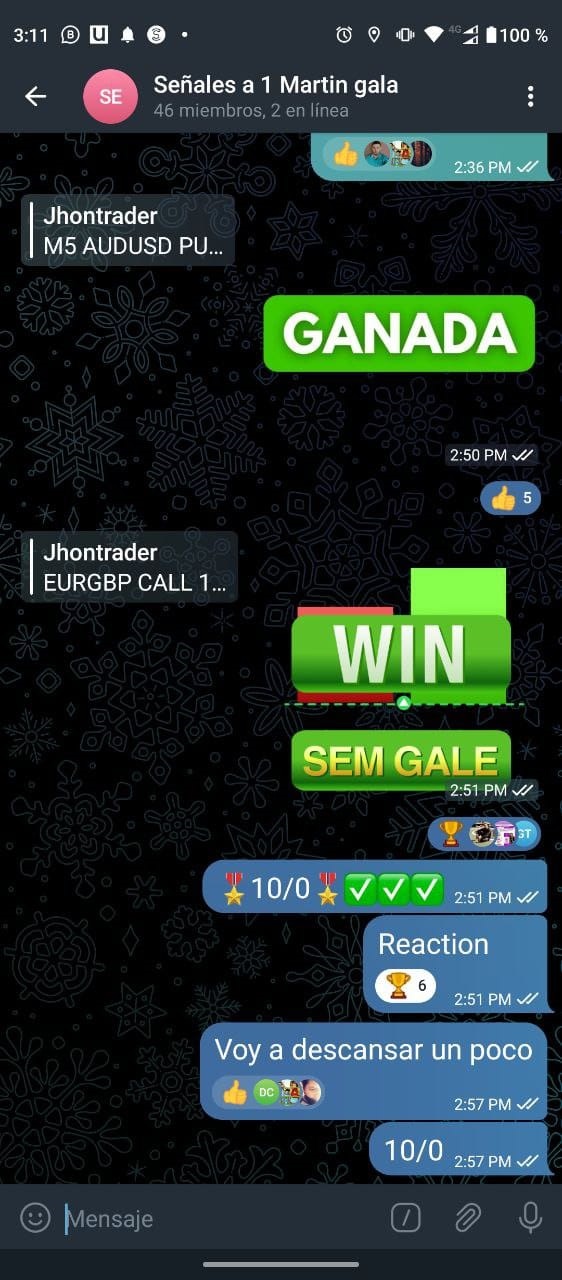 3:11
4G
100 %
SE
Señales a 1 Martin gala
46 miembros, 2 en línea
2:36 PM
Jhontrader
M5 AUDUSD PU...
GANADA
2:50 PM
5
Jhontrader
EURGBP CALL 1...
WIN
SEM GALE
2:51 PM
GT
10/0
2:51 PM
Reaction
6
2:51 PM
Voy a descansar un poco
DC
2:57 PM
10/0
2:57 PM
Mensaje